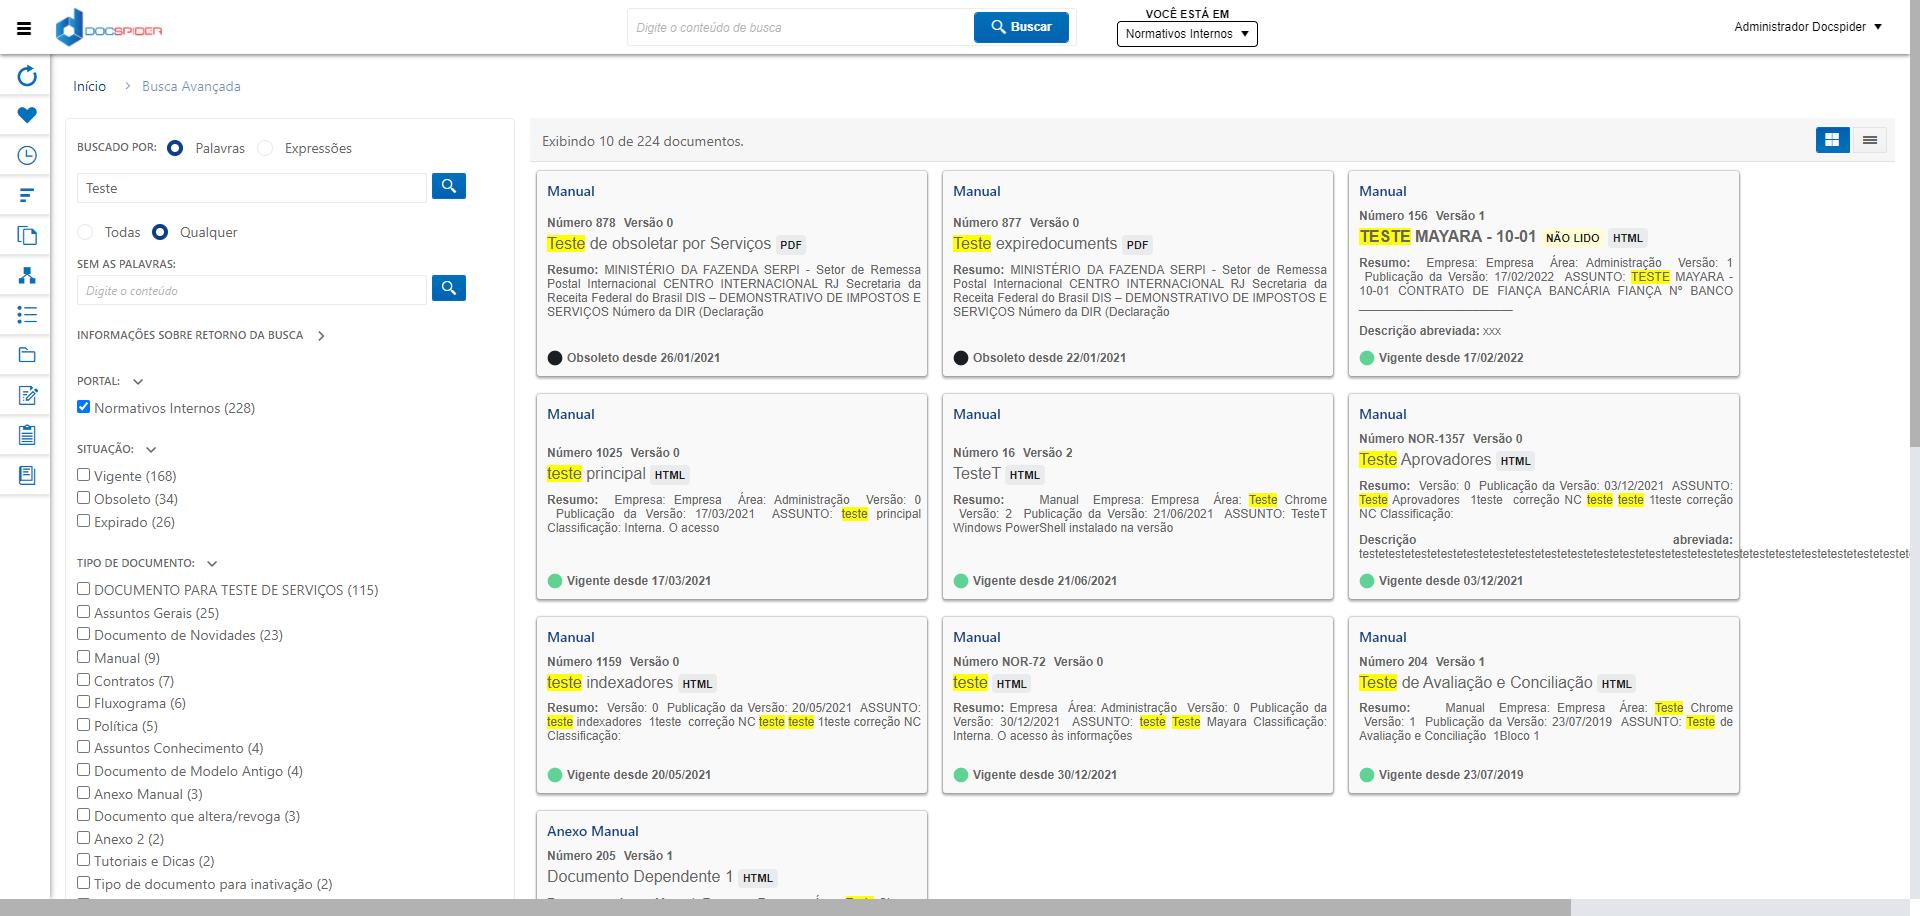 DOCSPIDER
Digite o conteúdo de busca
Buscar
VOCÊ ESTÁ EM
Normativos Internos
Administrador Docspider
Início
Busca Avançada
BUSCADO POR: Palavras Expressões
Teste
Todas Qualquer
SEM AS PALAVRAS:
Digite o conteúdo
INFORMAÇÕES SOBRE RETORNO DA BUSCA
PORTAL:
Normativos Internos (228)
SITUAÇÃO:
Vigente (168)
Obsoleto (34)
Expirado (26)
TIPO DE DOCUMENTO:
DOCUMENTO PARA TESTE DE SERVIÇOS (115)
Assuntos Gerais (25)
Documento de Novidades (23)
Manual (9)
Contratos (7)
Fluxograma (6)
Política (5)
Assuntos Conhecimento (4)
Documento de Modelo Antigo (4)
Anexo Manual (3)
Documento que altera/revoga (3)
Anexo 2 (2)
Tutoriais e Dicas (2)
Tipo de documento para inativação (2)
Exibindo 10 de 224 documentos.
Manual
Número 878 Versão 0
Teste de obsoletar por Serviços PDF
Resumo: MINISTÉRIO DA FAZENDA SERPI - Setor de Remessa
Postal Internacional CENTRO INTERNACIONAL RJ Secretaria da
Receita Federal do Brasil DIS – DEMONSTRATIVO DE IMPOSTOS E
SERVIÇOS Número da DIR (Declaração
Obsoleto desde 26/01/2021
Manual
Número 877 Versão 0
Teste expiredocuments PDF
Resumo: MINISTÉRIO DA FAZENDA SERPI - Setor de Remessa
Postal Internacional CENTRO INTERNACIONAL RJ Secretaria da
Receita Federal do Brasil DIS – DEMONSTRATIVO DE IMPOSTOS E
SERVIÇOS Número da DIR (Declaração
Obsoleto desde 22/01/2021
Manual
Número 156 Versão 1
TESTE MAYARA - 10-01 NÃO LIDO HTML
Resumo: Empresa: Empresa Área: Administração Versão: 1
Publicação da Versão: 17/02/2022 ASSUNTO: TESTE MAYARA -
10-01 CONTRATO DE FIANÇA BANCÁRIA FIANÇA Nº BANCO
_______________________
Descrição abreviada: xxx
Vigente desde 17/02/2022
Manual
Número 1025 Versão 0
teste principal HTML
Resumo: Empresa: Empresa Área: Administração Versão: 0
Publicação da Versão: 17/03/2021 ASSUNTO: teste principal
Classificação: Interna. O acesso
Vigente desde 17/03/2021
Manual
Número 16 Versão 2
TesteT HTML
Resumo: Manual Empresa: Empresa Área: Teste Chrome
Versão: 2 Publicação da Versão: 21/06/2021 ASSUNTO: TesteT
Windows PowerShell instalado na versão
Vigente desde 21/06/2021
Manual
Número NOR-1357 Versão 0
Teste Aprovadores HTML
Resumo: Versão: 0 Publicação da Versão: 03/12/2021 ASSUNTO:
Teste Aprovadores 1teste correção NC teste teste 1teste correção
NC Classificação:
Descrição abreviada:
testetestetestetestetestetestetestetestetestetestetestetestetestetestetestetestetestetestetestetestetestetestet
Vigente desde 03/12/2021
Manual
Número 1159 Versão 0
teste indexadores HTML
Resumo: Versão: 0 Publicação da Versão: 20/05/2021 ASSUNTO:
teste indexadores 1teste correção NC teste teste 1teste correção NC
Classificação:
Vigente desde 20/05/2021
Manual
Número NOR-72 Versão 0
teste HTML
Resumo: Empresa Área: Administração Versão: 0 Publicação da
Versão: 30/12/2021 ASSUNTO: teste Teste Mayara Classificação:
Interna. O acesso às informações
Vigente desde 30/12/2021
Manual
Número 204 Versão 1
Teste de Avaliação e Conciliação HTML
Resumo: Manual Empresa: Empresa Área: Teste Chrome
Versão: 1 Publicação da Versão: 23/07/2019 ASSUNTO: Teste de
Avaliação e Conciliação 1Bloco 1
Vigente desde 23/07/2019
Anexo Manual
Número 205 Versão 1
Documento Dependente 1 HTML